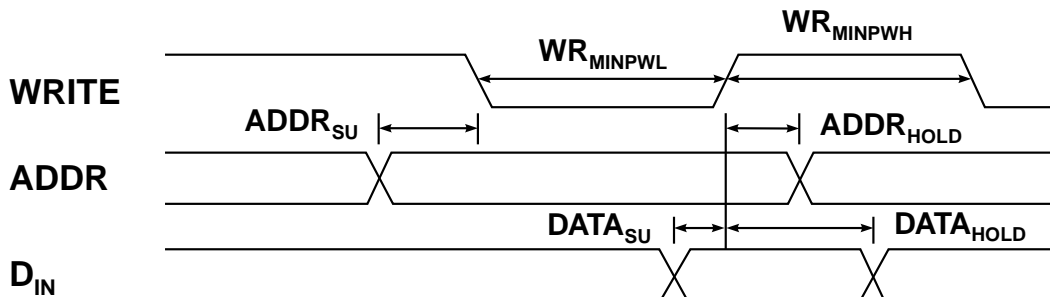 WR_MINPWH
WR_MINPWL
WRITE
ADDR_SU
ADDR_HOLD
ADDR
DATA_SU
DATA_HOLD
D_IN